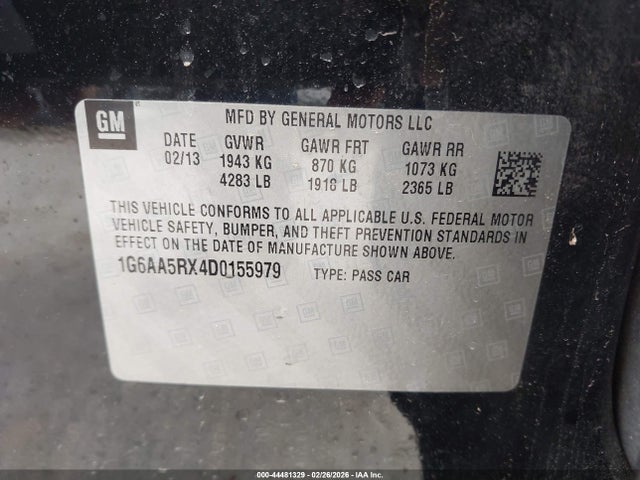 GM
MFD BY GENERAL MOTORS LLC
DATE GVWR GAWR FRT GAWR RR
02/13 1943 KG 870 KG 1073 KG
4283 LB 1918 LB 2365 LB
THIS VEHICLE CONFORMS TO ALL APPLICABLE U.S. FEDERAL MOTOR
VEHICLE SAFETY, BUMPER, AND THEFT PREVENTION STANDARDS IN
EFFECT ON THE DATE OF MANUFACTURE SHOWN ABOVE.
1G6AA5RX4D0155979 TYPE: PASS CAR
000-44481329 - 02/26/2026 - IAA Inc.